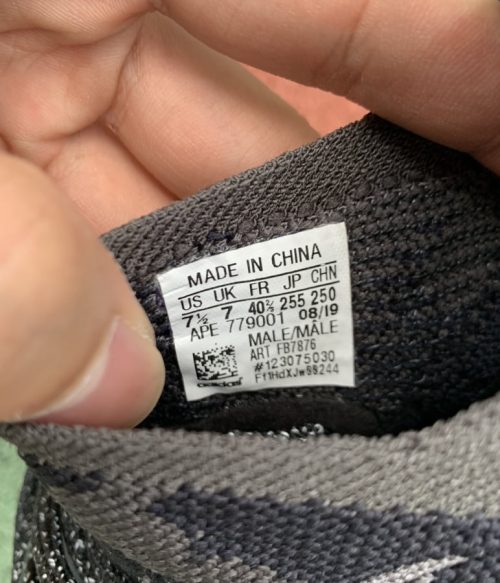 MADE IN CHINA
US UK FR JP CHN
7½ 7 40⅔ 255 250
APE 779001 08/19
MALE/MÂLE
ART FB7876
#123075030
adidas